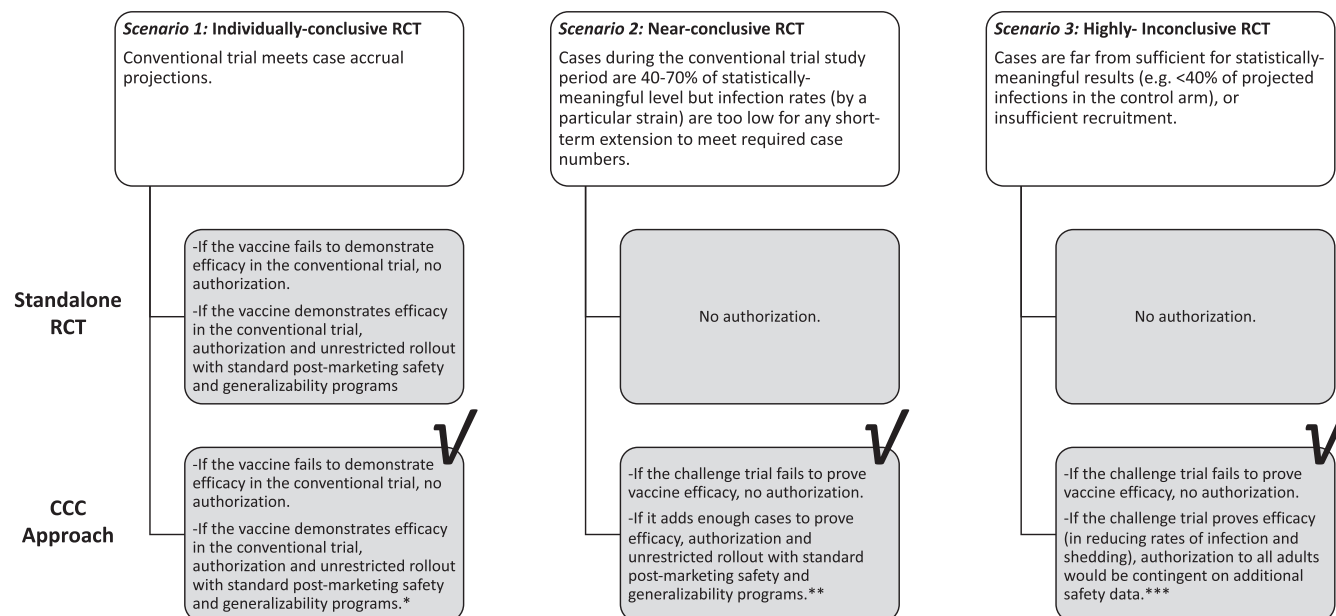 Scenario 1: Individually-conclusive RCT
Conventional trial meets case accrual
projections.
Scenario 2: Near-conclusive RCT
Cases during the conventional trial study
period are 40-70% of statistically-
meaningful level but infection rates (by a
particular strain) are too low for any short-
term extension to meet required case
numbers.
Scenario 3: Highly- Inconclusive RCT
Cases are far from sufficient for statistically-
meaningful results (e.g. <40% of projected
infections in the control arm), or
insufficient recruitment.
Standalone
RCT
-If the vaccine fails to demonstrate
efficacy in the conventional trial, no
authorization.
-If the vaccine demonstrates efficacy
in the conventional trial,
authorization and unrestricted rollout
with standard post-marketing safety
and generalizability programs
No authorization.
No authorization.
CCC
Approach
-If the vaccine fails to demonstrate
efficacy in the conventional trial, no
authorization.
-If the vaccine demonstrates efficacy
in the conventional trial,
authorization and unrestricted rollout
with standard post-marketing safety
and generalizability programs.*
√
-If the challenge trial fails to prove
vaccine efficacy, no authorization.
-If it adds enough cases to prove
efficacy, authorization and
unrestricted rollout with standard
post-marketing safety and
generalizability programs.**
√
-If the challenge trial fails to prove
vaccine efficacy, no authorization.
-If the challenge trial proves efficacy
(in reducing rates of infection and
shedding), authorization to all adults
would be contingent on additional
safety data.***
√